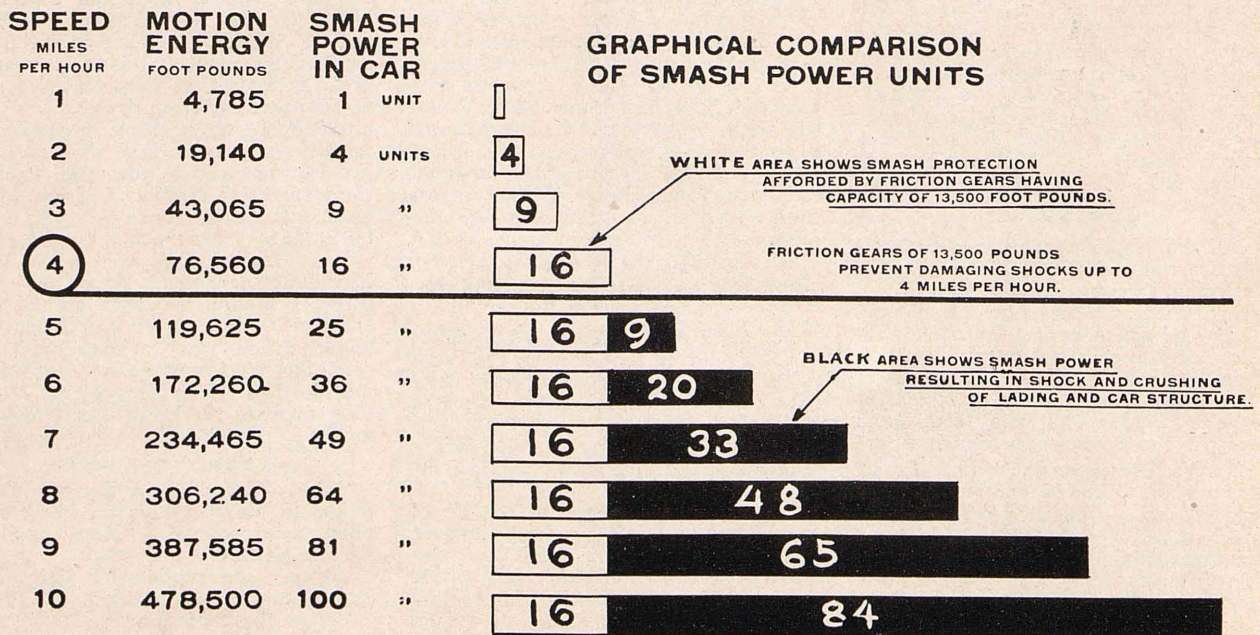 SPEED
MILES
PER HOUR
MOTION
ENERGY
FOOT POUNDS
SMASH
POWER
IN CAR
GRAPHICAL COMPARISON
OF SMASH POWER UNITS
1 4,785 1 UNIT
2 19,140 4 UNITS 4
WHITE AREA SHOWS SMASH PROTECTION
AFFORDED BY FRICTION GEARS HAVING
CAPACITY OF 13,500 FOOT POUNDS.
3 43,065 9 " 9
4 76,560 16 " 16
FRICTION GEARS OF 13,500 POUNDS
PREVENT DAMAGING SHOCKS UP TO
4 MILES PER HOUR.
5 119,625 25 " 16 9
BLACK AREA SHOWS SMASH POWER
RESULTING IN SHOCK AND CRUSHING
OF LADING AND CAR STRUCTURE.
6 172,260 36 " 16 20
7 234,465 49 " 16 33
8 306,240 64 " 16 48
9 387,585 81 " 16 65
10 478,500 100 " 16 84